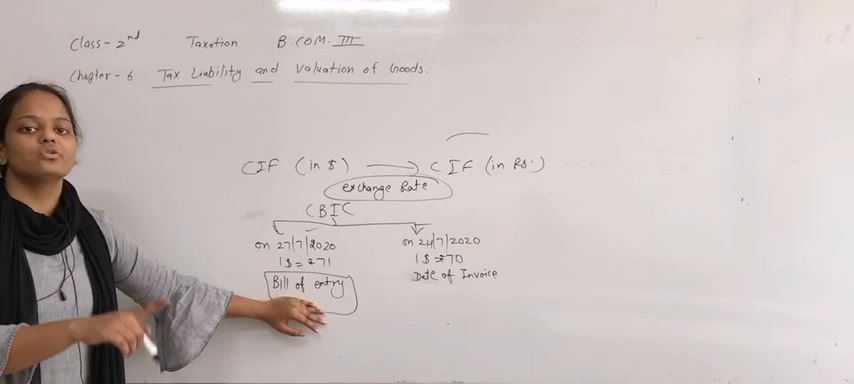 Class-2nd Taxation B.COM. III
Chapter-6 Tax Liability and Valuation of Goods.
CIF (in $) → CIF (in Rs.)
exchange Rate
CBIC
on 27/7/2020 on 24/7/2020
1$ = ₹71 1$ = ₹70
Bill of entry Date of Invoice